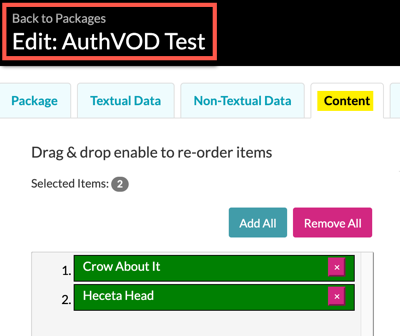 Back to Packages
Edit: AuthVOD Test
Package Textual Data Non-Textual Data Content
Drag & drop enable to re-order items
Selected Items: 2
Add All Remove All
1. Crow About It ×
2. Heceta Head ×